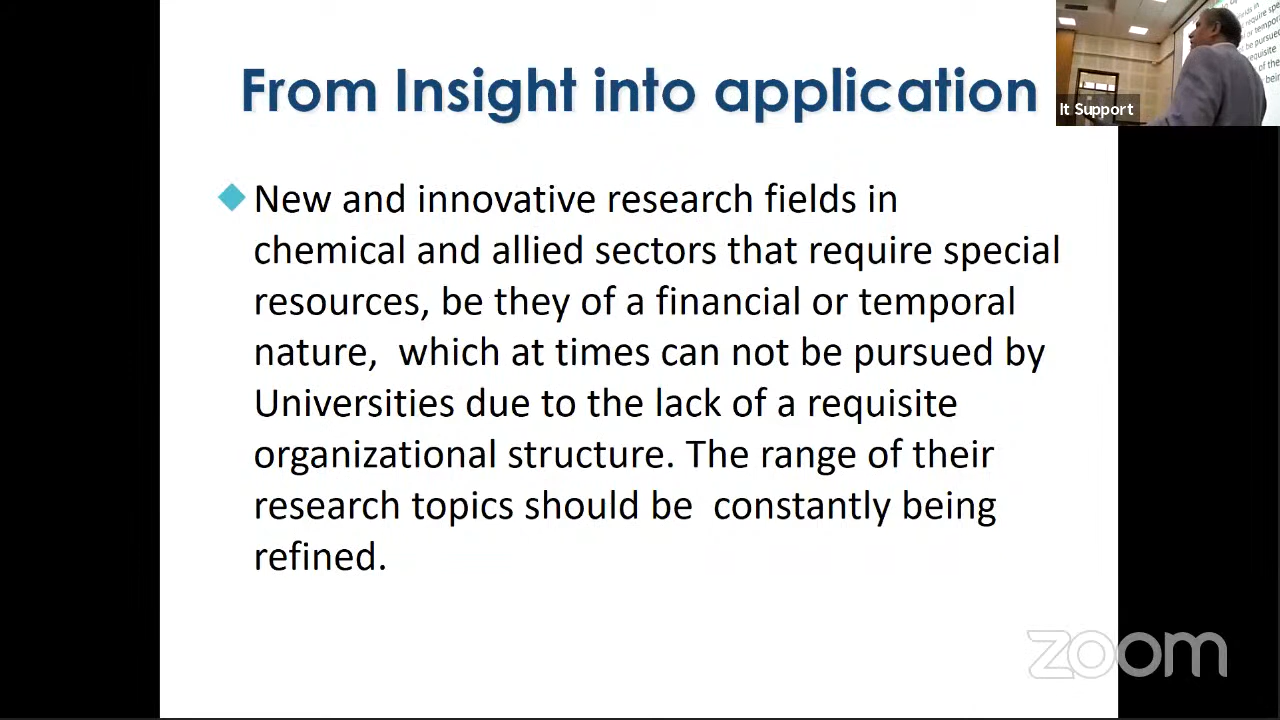 From Insight into application
New and innovative research fields in
chemical and allied sectors that require special
resources, be they of a financial or temporal
nature, which at times can not be pursued by
Universities due to the lack of a requisite
organizational structure. The range of their
research topics should be constantly being
refined.
It Support
zoom